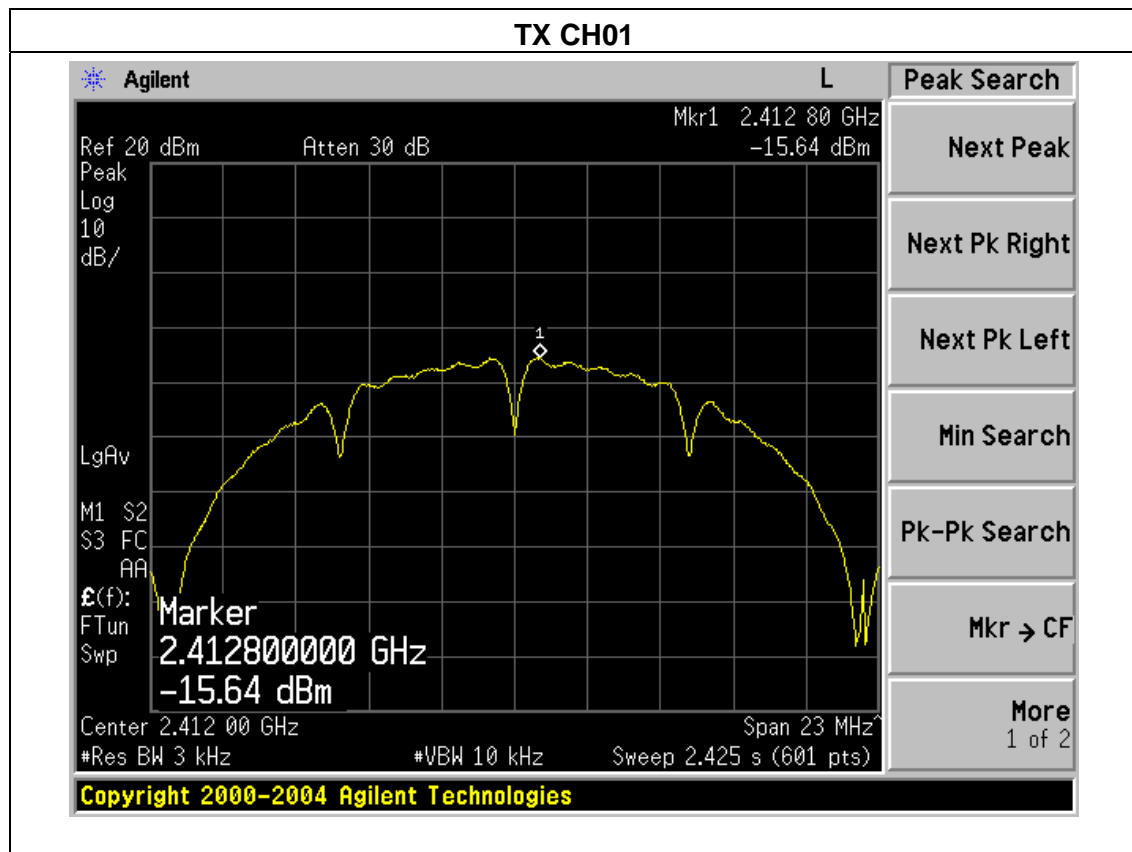 TX CH01
Agilent L Peak Search
Mkr1 2.412 80 GHz
Ref 20 dBm Atten 30 dB -15.64 dBm
Peak
Log
10
dB/
1
LgAv
M1 S2
S3 FC
AA
£(f):
FTun
Swp
Marker
2.412800000 GHz
-15.64 dBm
Center 2.412 00 GHz Span 23 MHz^
#Res BW 3 kHz #VBW 10 kHz Sweep 2.425 s (601 pts)
Next Peak
Next Pk Right
Next Pk Left
Min Search
Pk-Pk Search
Mkr → CF
More
1 of 2
Copyright 2000-2004 Agilent Technologies